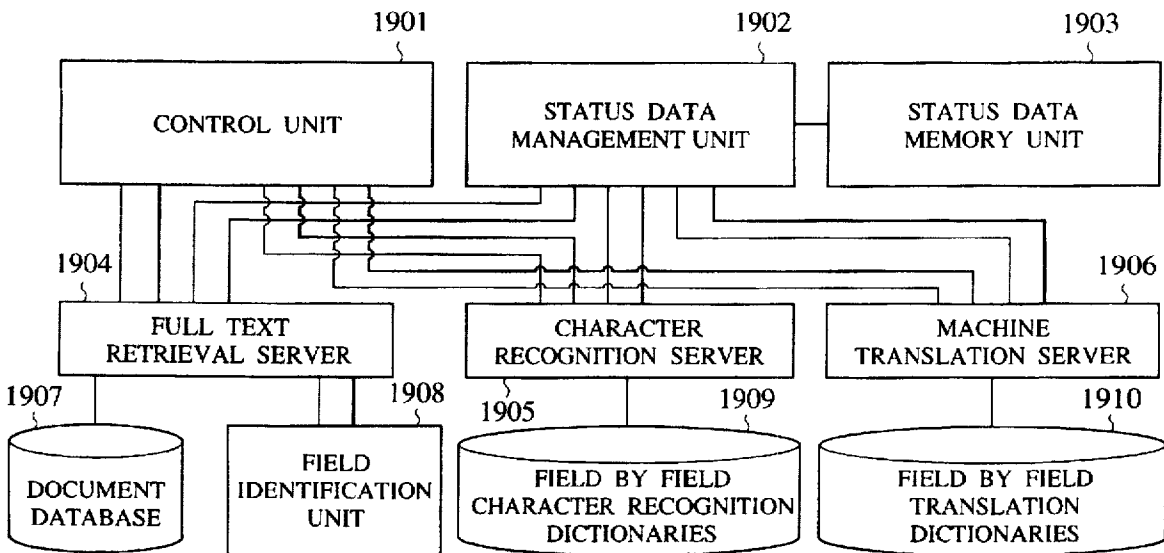 1901
1902
1903
CONTROL UNIT
STATUS DATA
MANAGEMENT UNIT
STATUS DATA
MEMORY UNIT
1904
1906
FULL TEXT
RETRIEVAL SERVER
CHARACTER
RECOGNITION SERVER
MACHINE
TRANSLATION SERVER
1907
1908
1905
1909
1910
DOCUMENT
DATABASE
FIELD
IDENTIFICATION
UNIT
FIELD BY FIELD
CHARACTER RECOGNITION
DICTIONARIES
FIELD BY FIELD
TRANSLATION
DICTIONARIES